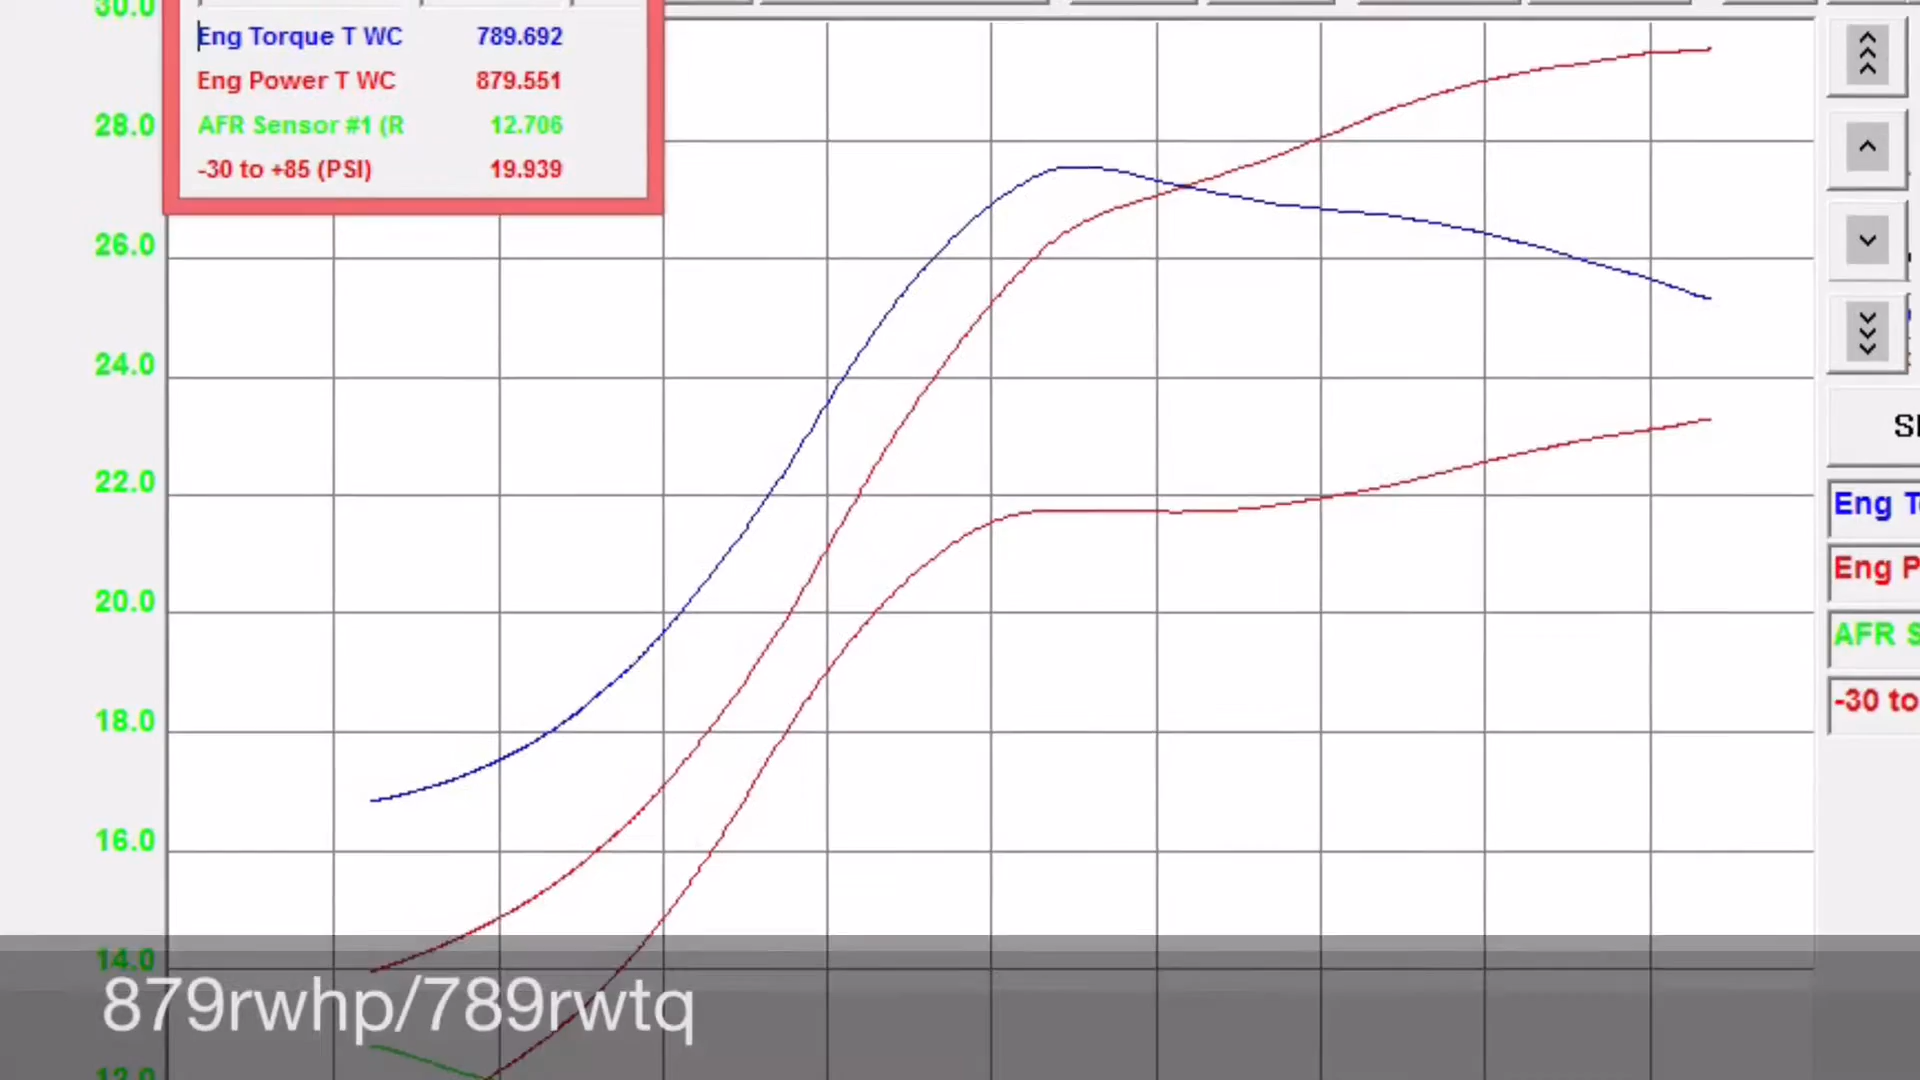 30.0
Eng Torque T WC 789.692
Eng Power T WC 879.551
AFR Sensor #1 (R 12.706
-30 to +85 (PSI) 19.939
28.0
26.0
24.0
22.0
20.0
18.0
16.0
14.0
Eng T
Eng P
AFR S
-30 to
879rwhp/789rwtq